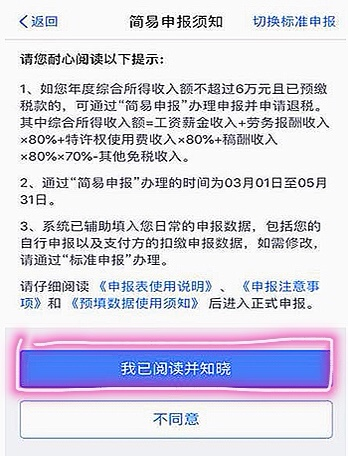 返回 简易申报须知 切换标准申报
请您耐心阅读以下提示：
1、如您年度综合所得收入额不超过6万元且已预缴
税款的，可通过“简易申报”办理申报并申请退税。
其中综合所得收入额=工资薪金收入+劳务报酬收入
×80%+特许权使用费收入×80%+稿酬收入
×80%×70%-其他免税收入。
2、通过“简易申报”办理的时间为03月01日至05月
31日。
3、系统已辅助填入您日常的申报数据，包括您的
自行申报以及支付方的扣缴申报数据，如需修改，
请通过“标准申报”办理。
请仔细阅读《申报表使用说明》、《申报注意事
项》和《预填数据使用须知》后进入正式申报。
我已阅读并知晓
不同意